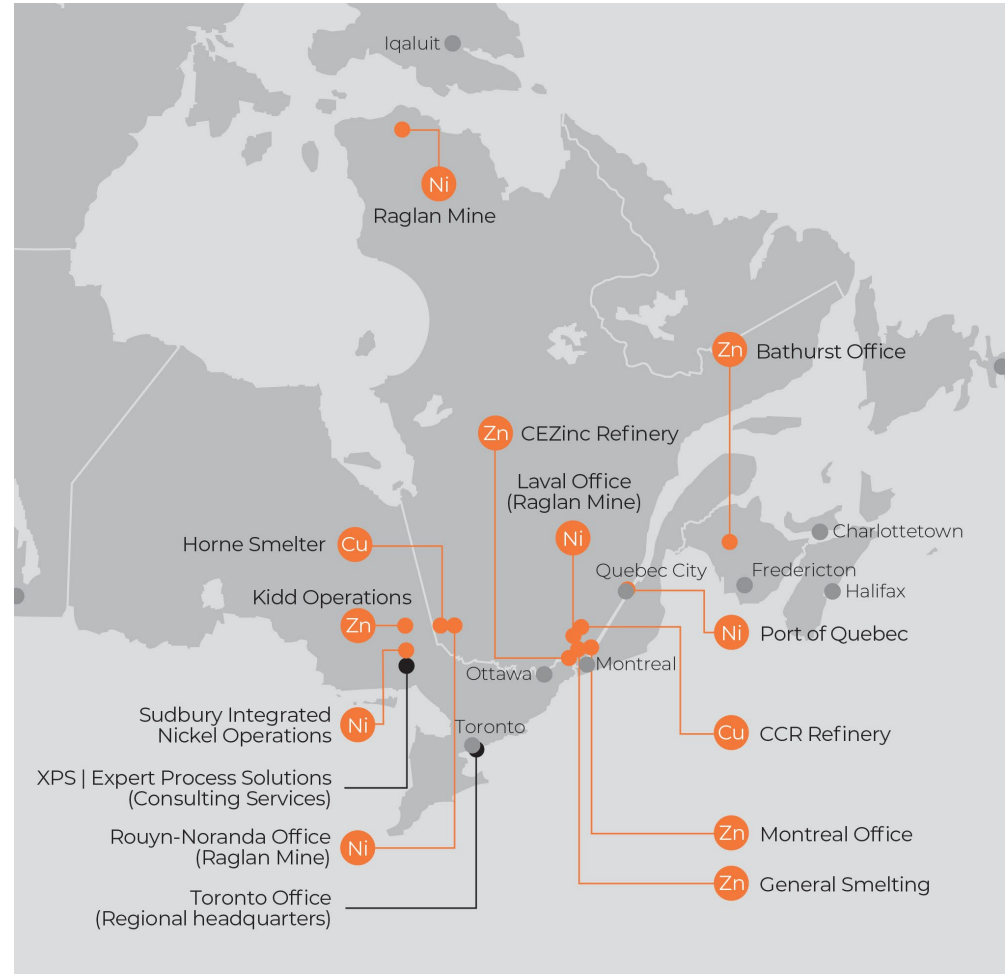 Iqaluit
Ni
Raglan Mine
Zn
Bathurst Office
Zn
CEZinc Refinery
Laval Office
(Raglan Mine)
Ni
Charlottetown
Horne Smelter
Cu
Quebec City
Fredericton
Halifax
Kidd Operations
Zn
Ni
Port of Quebec
Ottawa
Montreal
Sudbury Integrated
Nickel Operations
Ni
Toronto
Cu
CCR Refinery
XPS | Expert Process Solutions
(Consulting Services)
Rouyn-Noranda Office
(Raglan Mine)
Ni
Zn
Montreal Office
Zn
General Smelting
Toronto Office
(Regional headquarters)